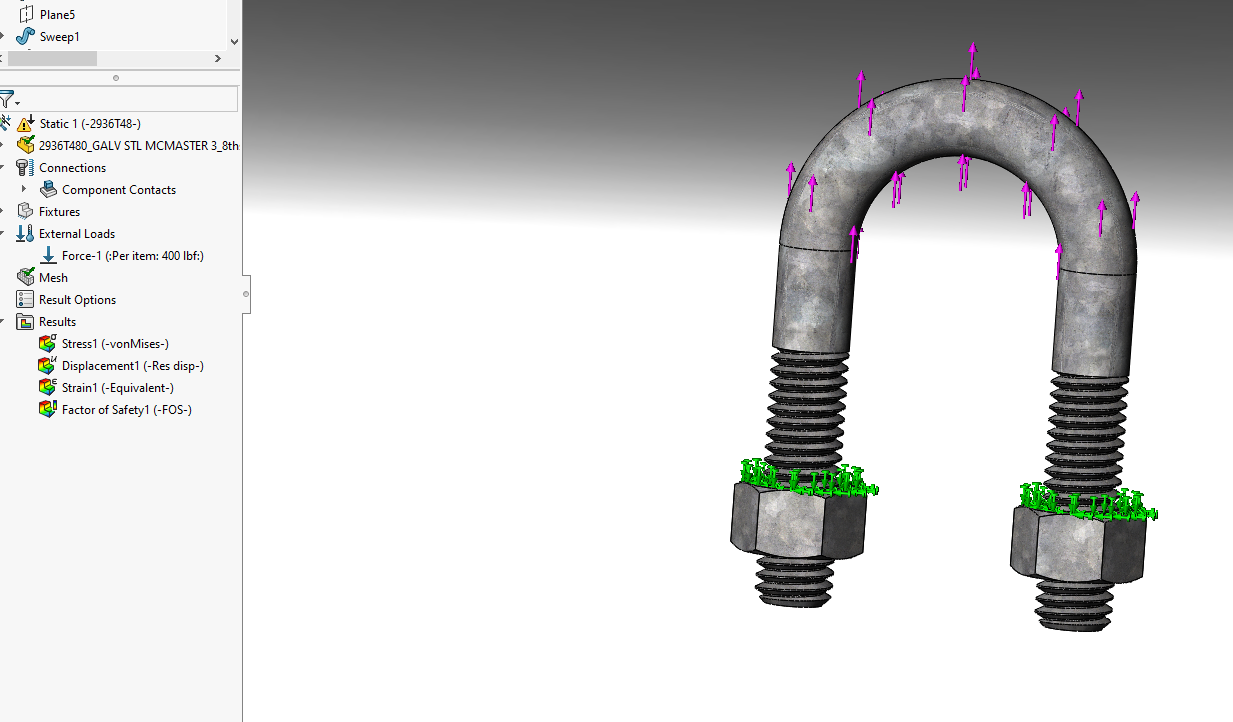 Plane5
Sweep1
Static 1 (-2936T48-)
2936T480_GALV STL MCMASTER 3_8th
Connections
Component Contacts
Fixtures
External Loads
Force-1 (:Per item: 400 lbf:)
Mesh
Result Options
Results
Stress1 (-vonMises-)
Displacement1 (-Res disp-)
Strain1 (-Equivalent-)
Factor of Safety1 (-FOS-)